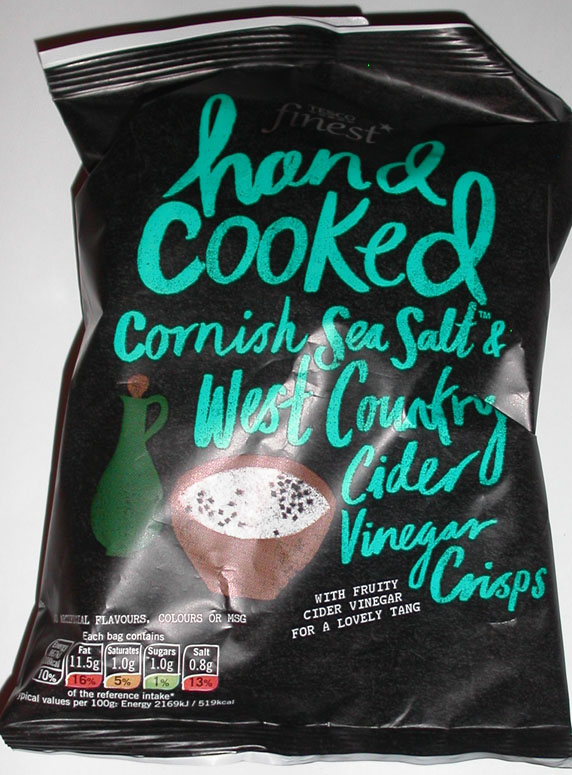 TESCO
finest*
hand
cooked
Cornish Sea Salt™ &
West Country
Cider
Vinegar
Crisps
WITH FRUITY
CIDER VINEGAR
FOR A LOVELY TANG
FLAVOURS, COLOURS OR MSG
Each bag contains
Fat Saturates Sugars Salt
11.5g 1.0g 1.0g 0.8g
10% 16% 5% 1% 13%
of the reference intake*
values per 100g: Energy 2169kJ / 519kcal